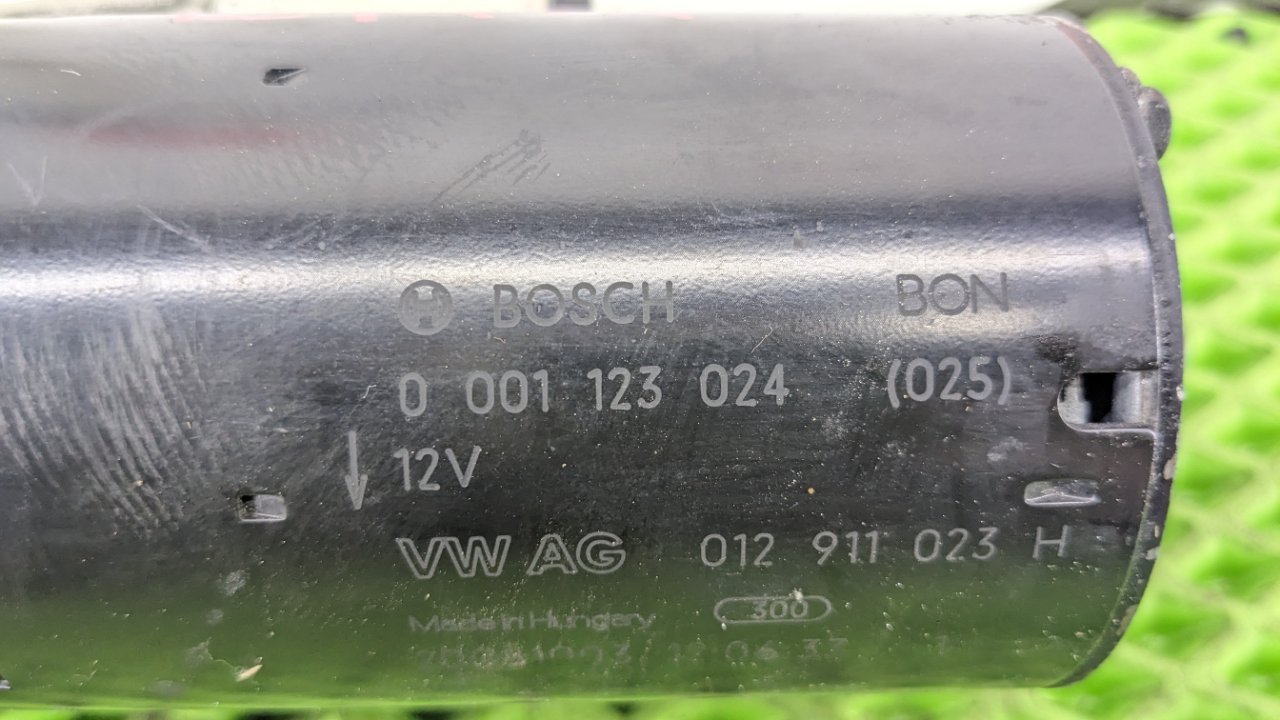 BOSCH BON
0 001 123 024 (025)
12V
VW AG 012 911 023 H
Made in Hungary 300